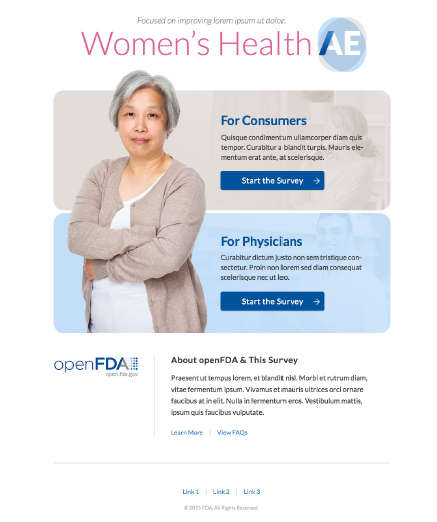 Focused on improving lorem ipsum ut dolor.
Women's Health AE
For Consumers
Quisque condimentum ullamcorper diam quis
tempor. Curabitur a blandit turpis. Mauris ele-
mentum erat ante, at scelerisque.
Start the Survey →
For Physicians
Curabitur dictum justo non sem tristique con-
sectetur. Proin non lorem sed diam consequat
scelerisque nec ut leo.
Start the Survey →
openFDA
open.fda.gov
About openFDA & This Survey
Praesent ut tempus lorem, et blandit nisl. Morbi et rutrum diam,
vitae fermentum ipsum. Vivamus et mauris ultrices orci ornare
faucibus at in elit. Nulla in fermentum eros. Vestibulum mattis,
ipsum quis faucibus vulputate.
Learn More | View FAQs
Link 1 | Link 2 | Link 3
© 2015 FDA. All Rights Reserved.